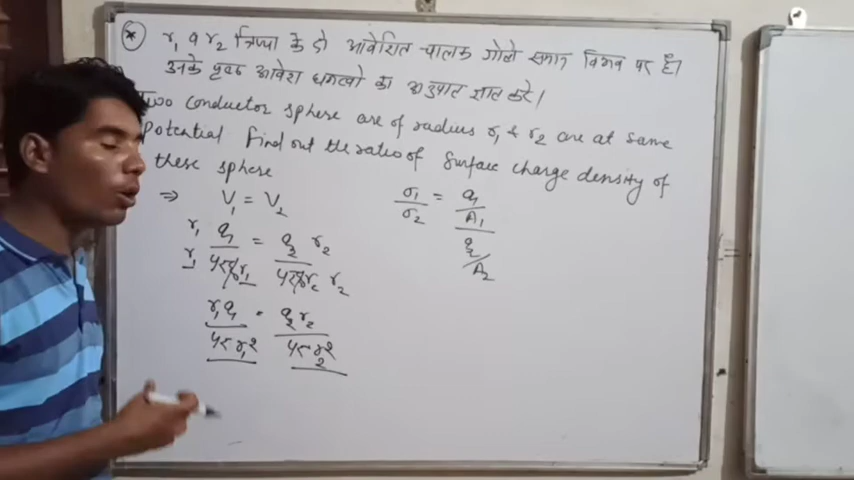 * r₁ व r₂ त्रिज्या के दो आवेशित चालक गोले समान विभव पर हैं।
उनके पृष्ठ आवेश घनत्वो का अनुपात ज्ञात करे।
Two conductor sphere are of radius r₁ & r₂ are at same
potential find out the ratio of surface charge density of
these sphere
⇒ V₁ = V₂
σ₁/σ₂ = (q₁/A₁)/(q₂/A₂)
r₁ q₁ / r₁ 4πε₀r₁ = q₂ r₂ / 4πε₀r₂ r₂
r₁q₁ / 4πr₁² = q₂r₂ / 4πr₂²